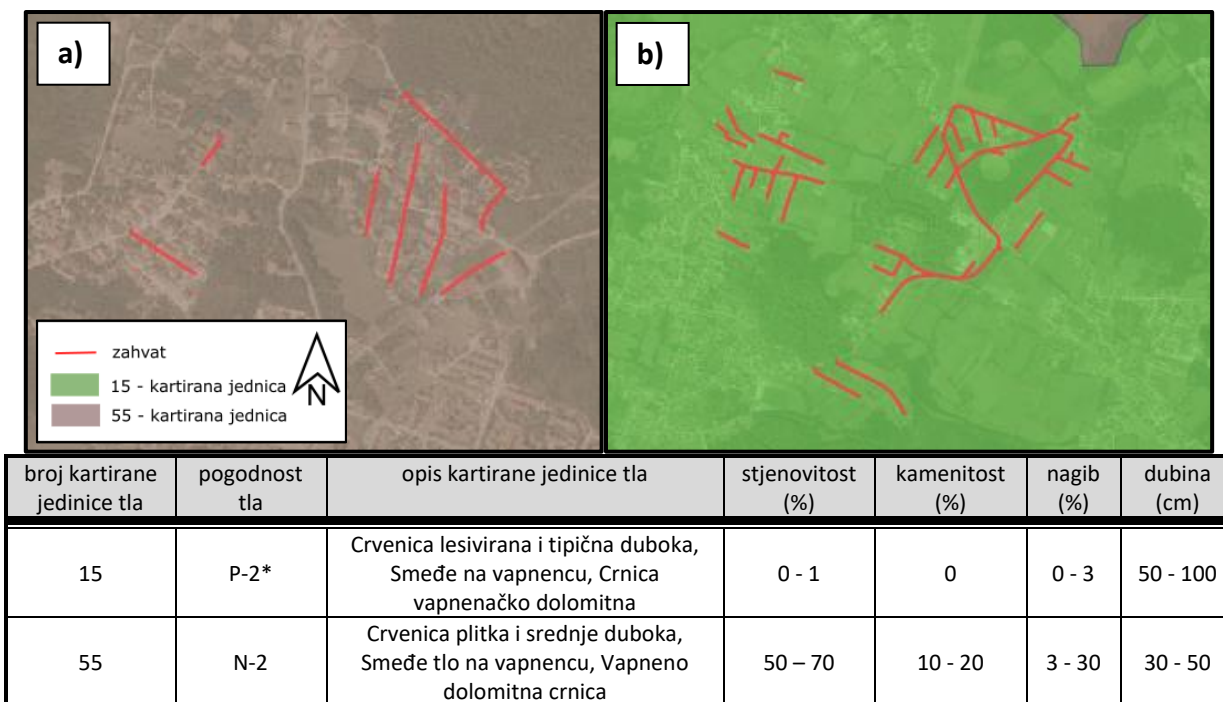 a)
b)
zahvat
15 - kartirana jednica
55 - kartirana jednica
N
broj kartirane jedinice tla
pogodnost tla
opis kartirane jedinice tla
stjenovitost (%)
kamenitost (%)
nagib (%)
dubina (cm)
15
P-2*
Crvenica lesivirana i tipična duboka,
Smeđe na vapnencu, Crnica
vapnenačko dolomitna
0 - 1
0
0 - 3
50 - 100
55
N-2
Crvenica plitka i srednje duboka,
Smeđe tlo na vapnencu, Vapneno
dolomitna crnica
50 – 70
10 - 20
3 - 30
30 - 50